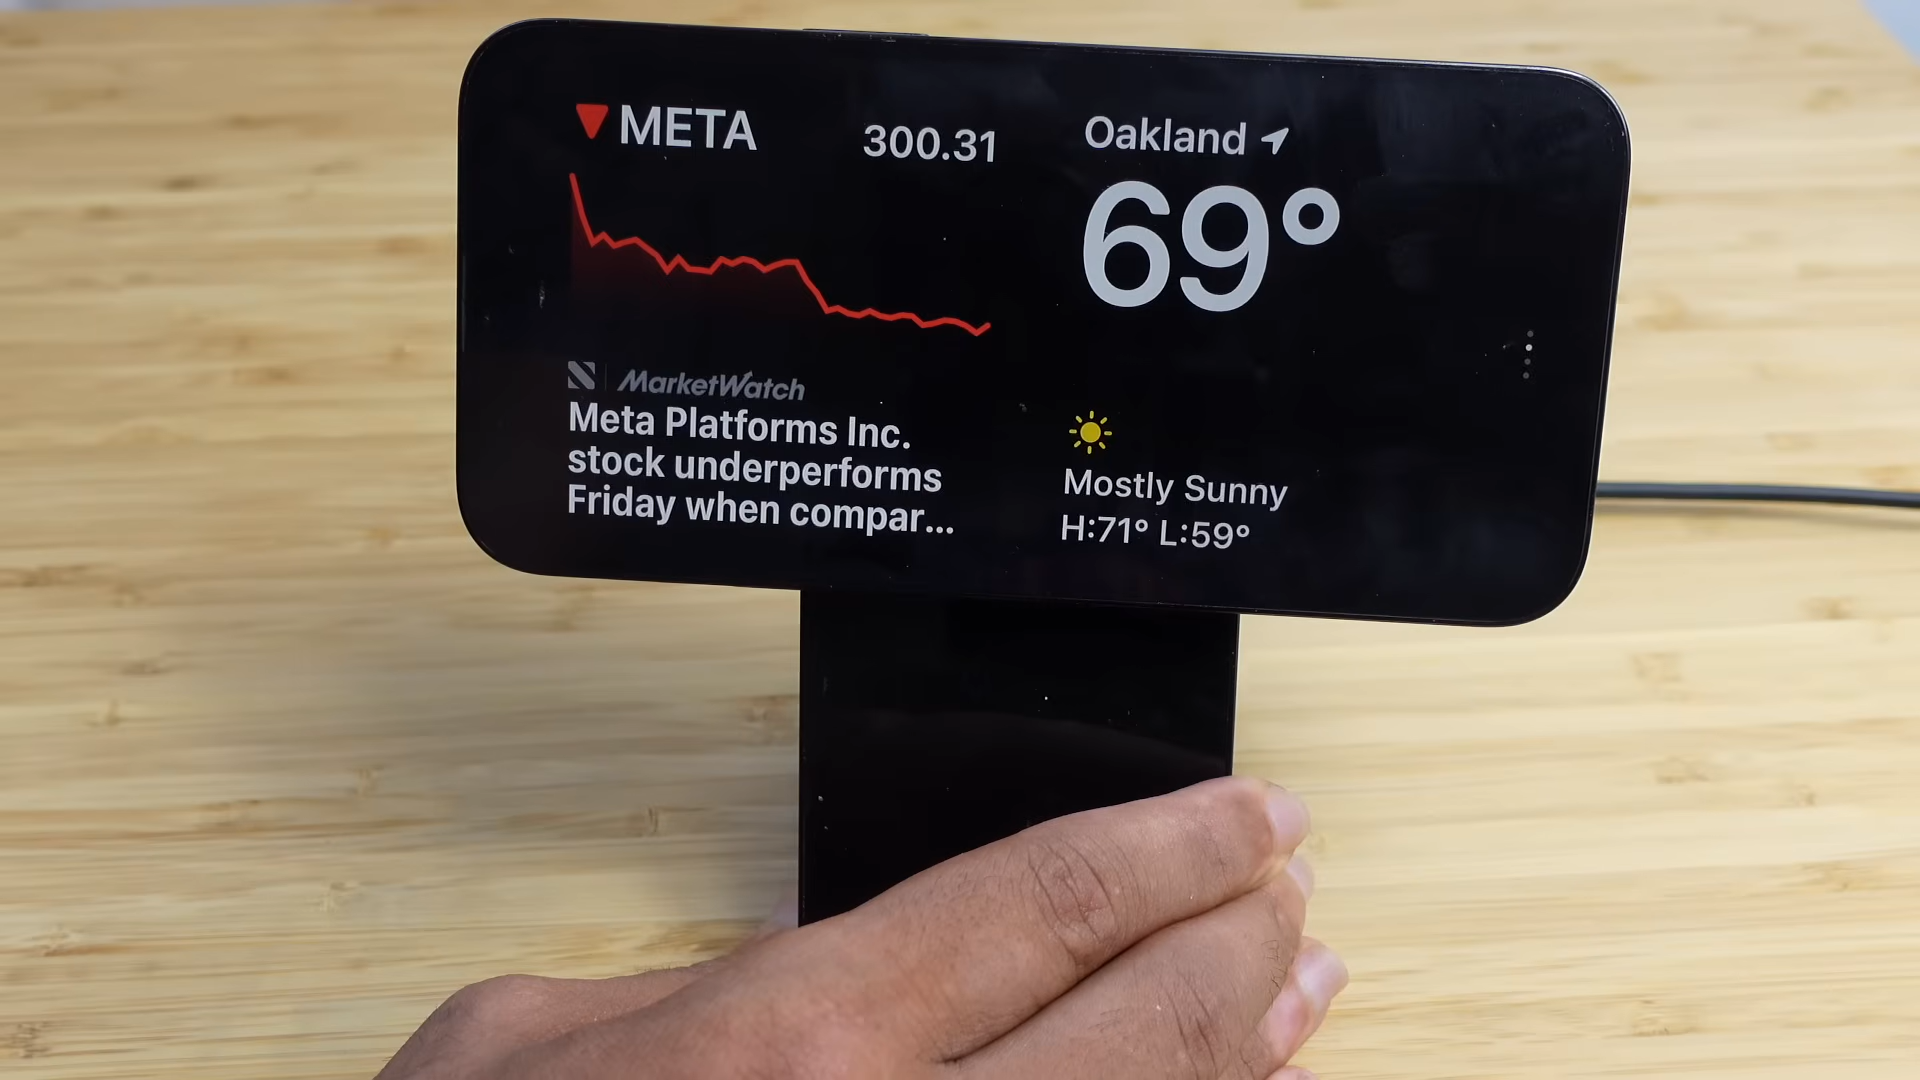 META 300.31
MarketWatch
Meta Platforms Inc.
stock underperforms
Friday when compar...
Oakland
69°
Mostly Sunny
H:71° L:59°